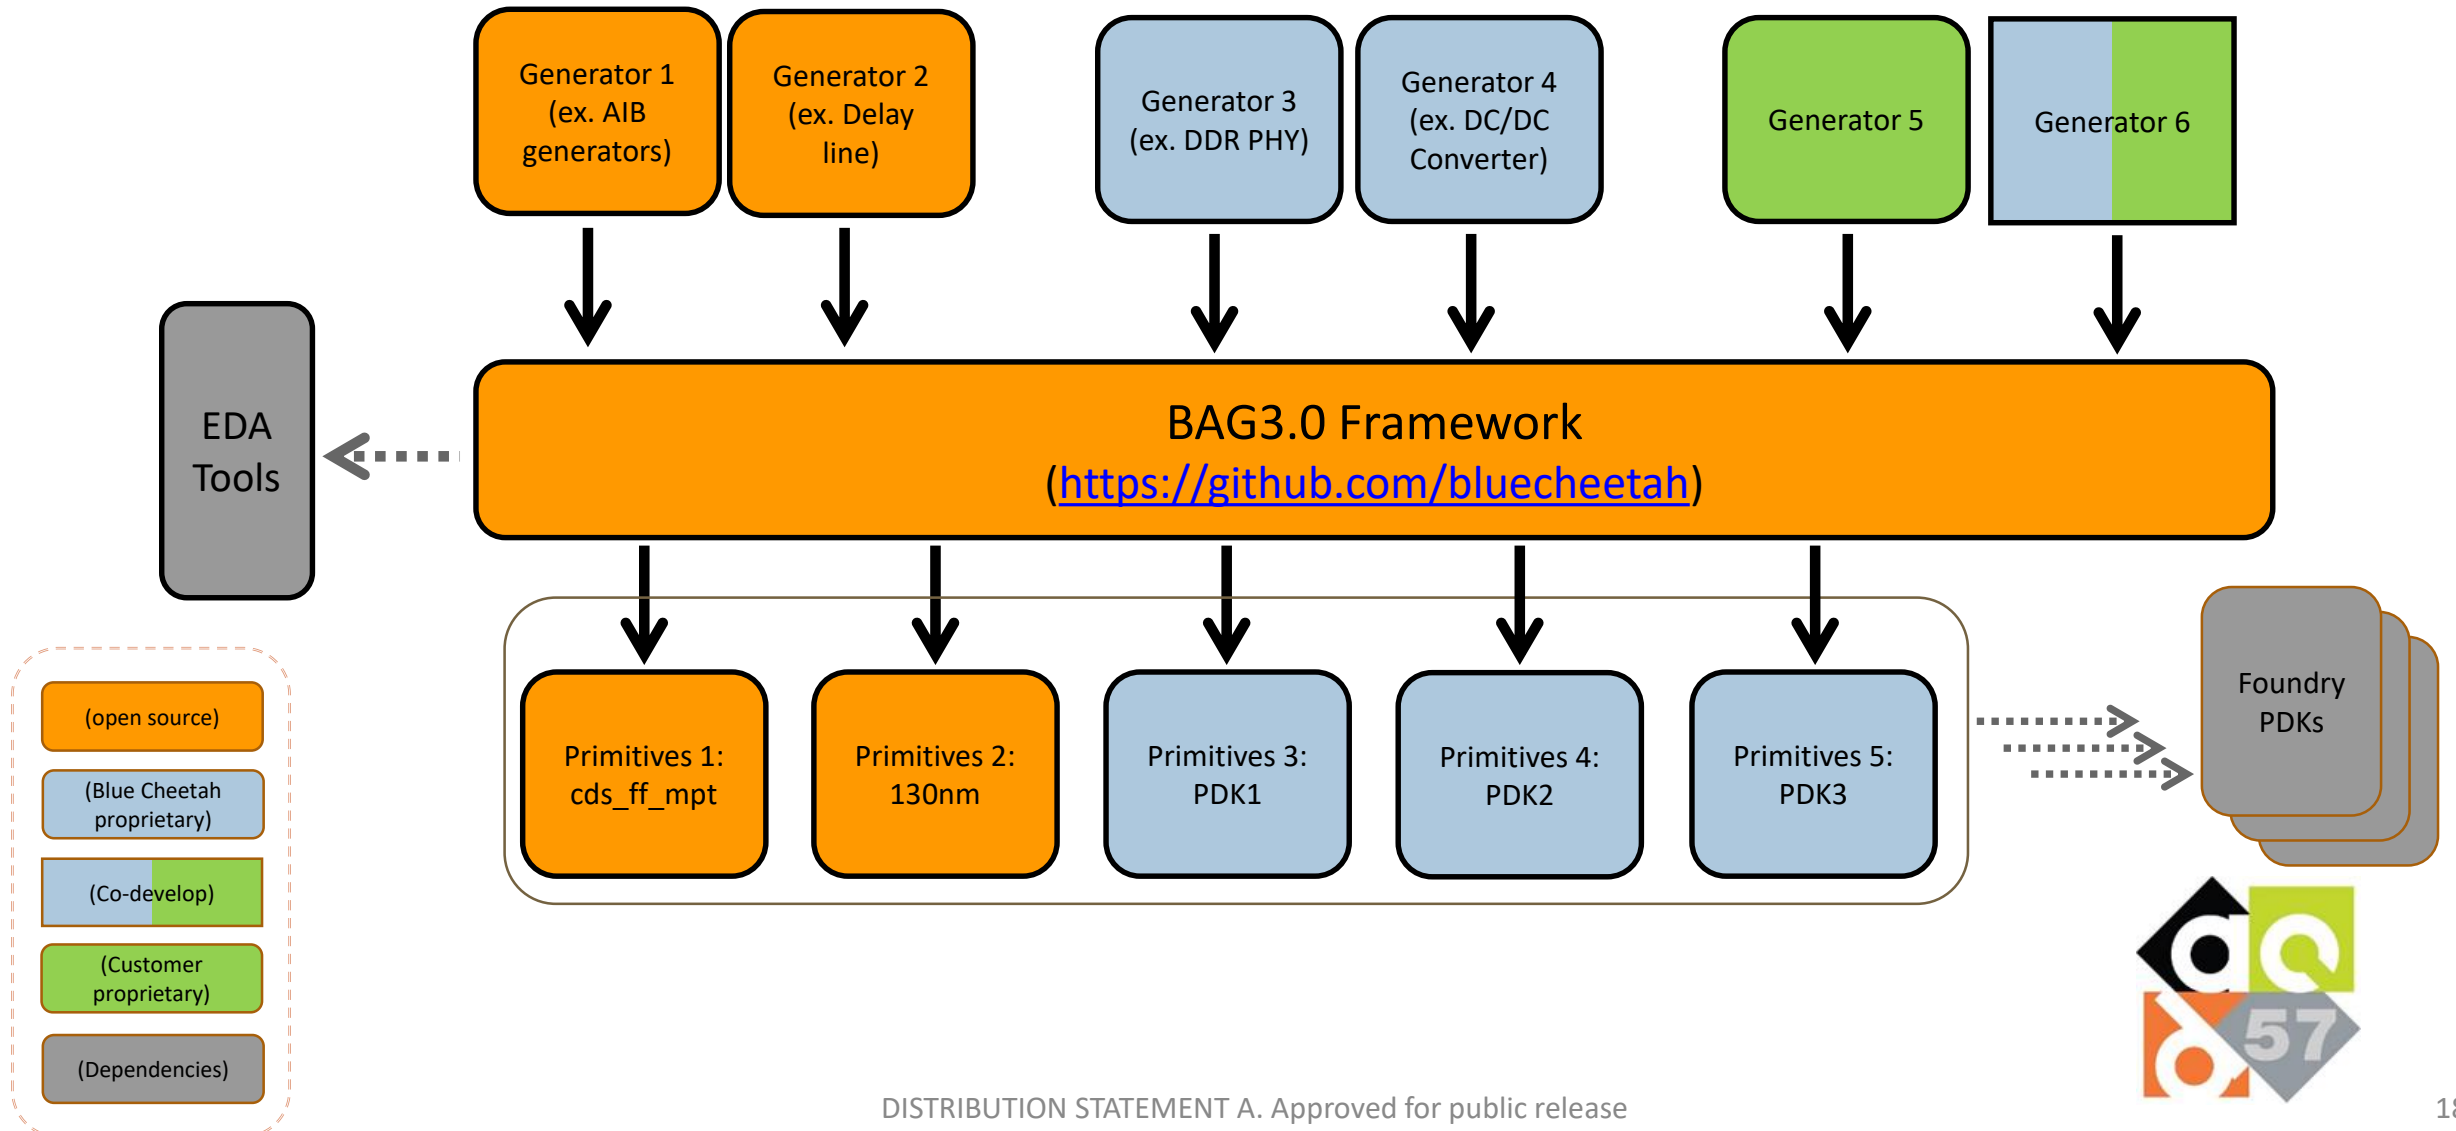 Generator 1
(ex. AIB
generators)
Generator 2
(ex. Delay
line)
Generator 3
(ex. DDR PHY)
Generator 4
(ex. DC/DC
Converter)
Generator 5
Generator 6
EDA
Tools
BAG3.0 Framework
(https://github.com/bluecheetah)
Primitives 1:
cds_ff_mpt
Primitives 2:
130nm
Primitives 3:
PDK1
Primitives 4:
PDK2
Primitives 5:
PDK3
Foundry
PDKs
(open source)
(Blue Cheetah
proprietary)
(Co-develop)
(Customer
proprietary)
(Dependencies)
57
DISTRIBUTION STATEMENT A. Approved for public release